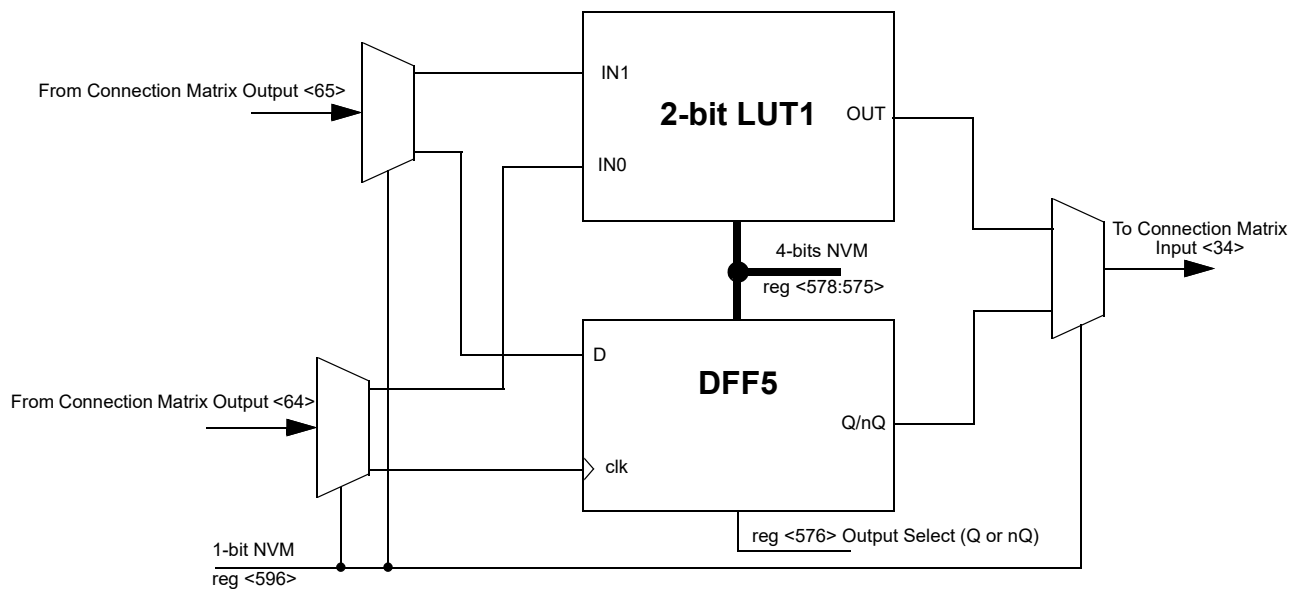 From Connection Matrix Output <65>
IN1
2-bit LUT1
OUT
IN0
To Connection Matrix
Input <34>
4-bits NVM
reg <578:575>
D
DFF5
From Connection Matrix Output <64>
Q/nQ
clk
reg <576> Output Select (Q or nQ)
1-bit NVM
reg <596>